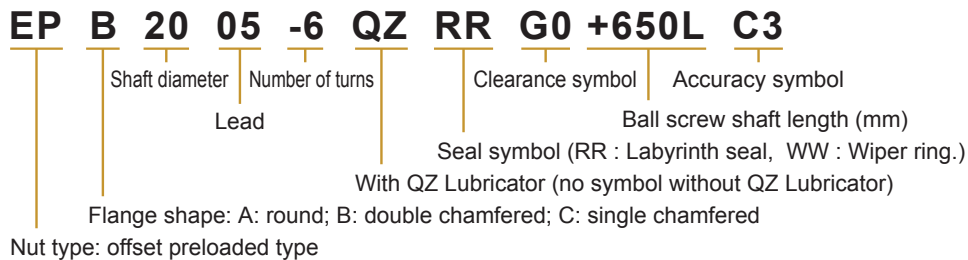 EP B 20 05 -6 QZ RR G0 +650L C3
Shaft diameter Number of turns Clearance symbol Accuracy symbol
Lead Ball screw shaft length (mm)
Seal symbol (RR : Labyrinth seal, WW : Wiper ring.)
With QZ Lubricator (no symbol without QZ Lubricator)
Flange shape: A: round; B: double chamfered; C: single chamfered
Nut type: offset preloaded type